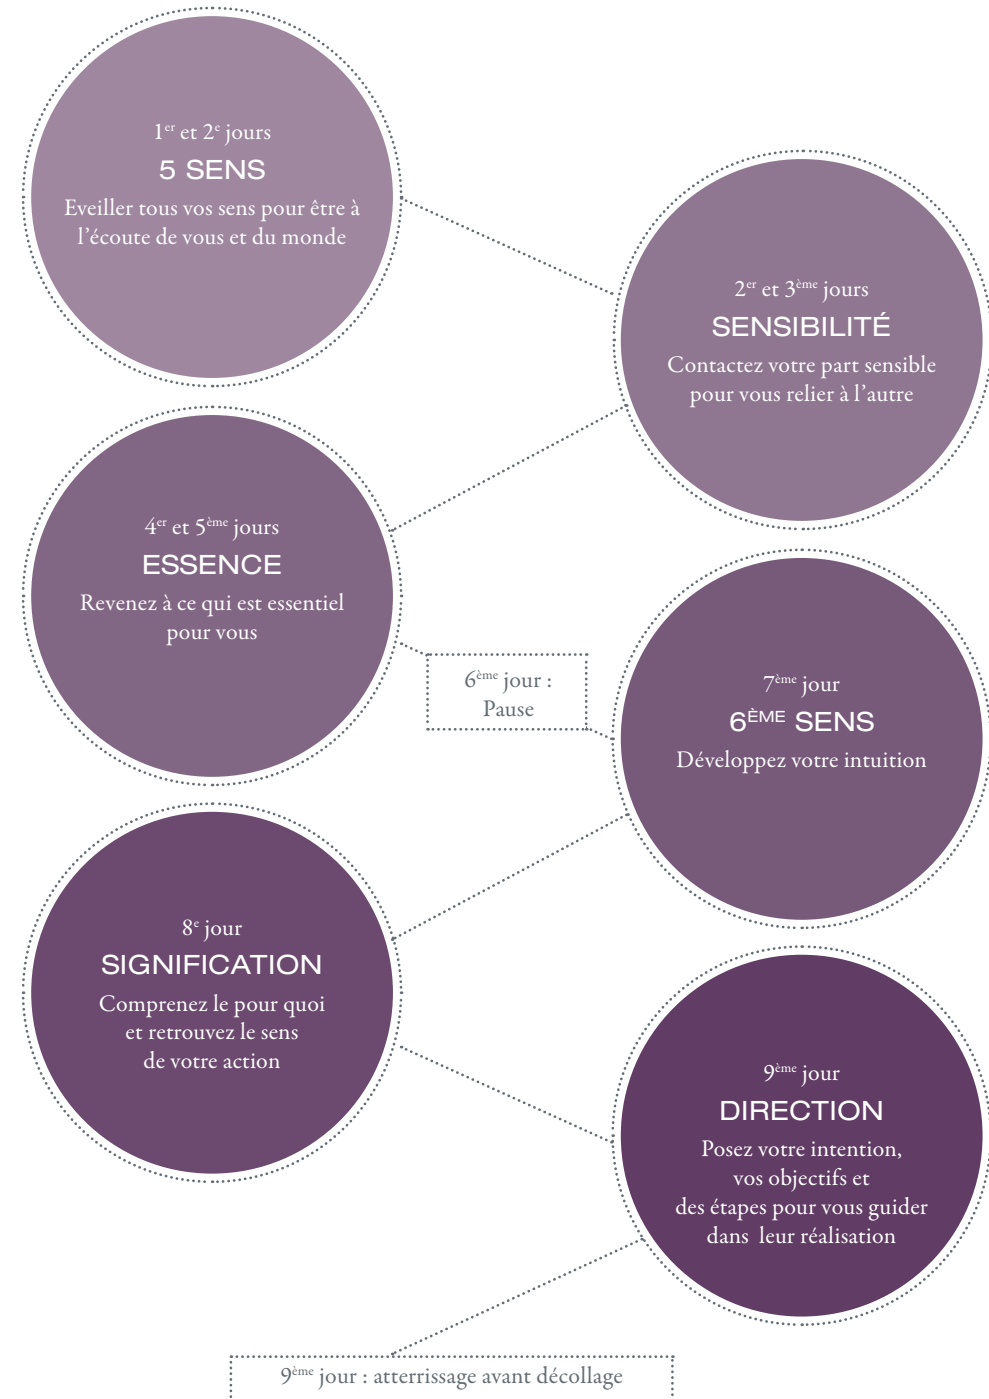 1er et 2e jours
5 SENS
Eveiller tous vos sens pour être à
l’écoute de vous et du monde
2er et 3ème jours
SENSIBILITÉ
Contactez votre part sensible
pour vous relier à l’autre
4er et 5ème jours
ESSENCE
Revenez à ce qui est essentiel
pour vous
6ème jour :
Pause
7ème jour
6ÈME SENS
Développez votre intuition
8e jour
SIGNIFICATION
Comprenez le pour quoi
et retrouvez le sens
de votre action
9ème jour
DIRECTION
Posez votre intention,
vos objectifs et
des étapes pour vous guider
dans leur réalisation
9ème jour : atterrissage avant décollage